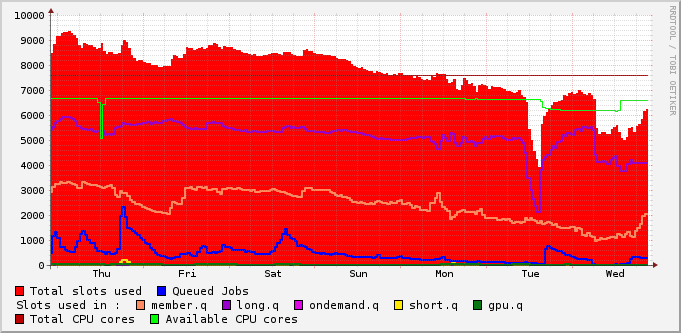 10000
9000
8000
7000
6000
5000
4000
3000
2000
1000
0
Thu Fri Sat Sun Mon Tue Wed
Total slots used Queued Jobs
Slots used in : member.q long.q ondemand.q short.q gpu.q
Total CPU cores Available CPU cores
RRDTOOL / TOBI OETIKER